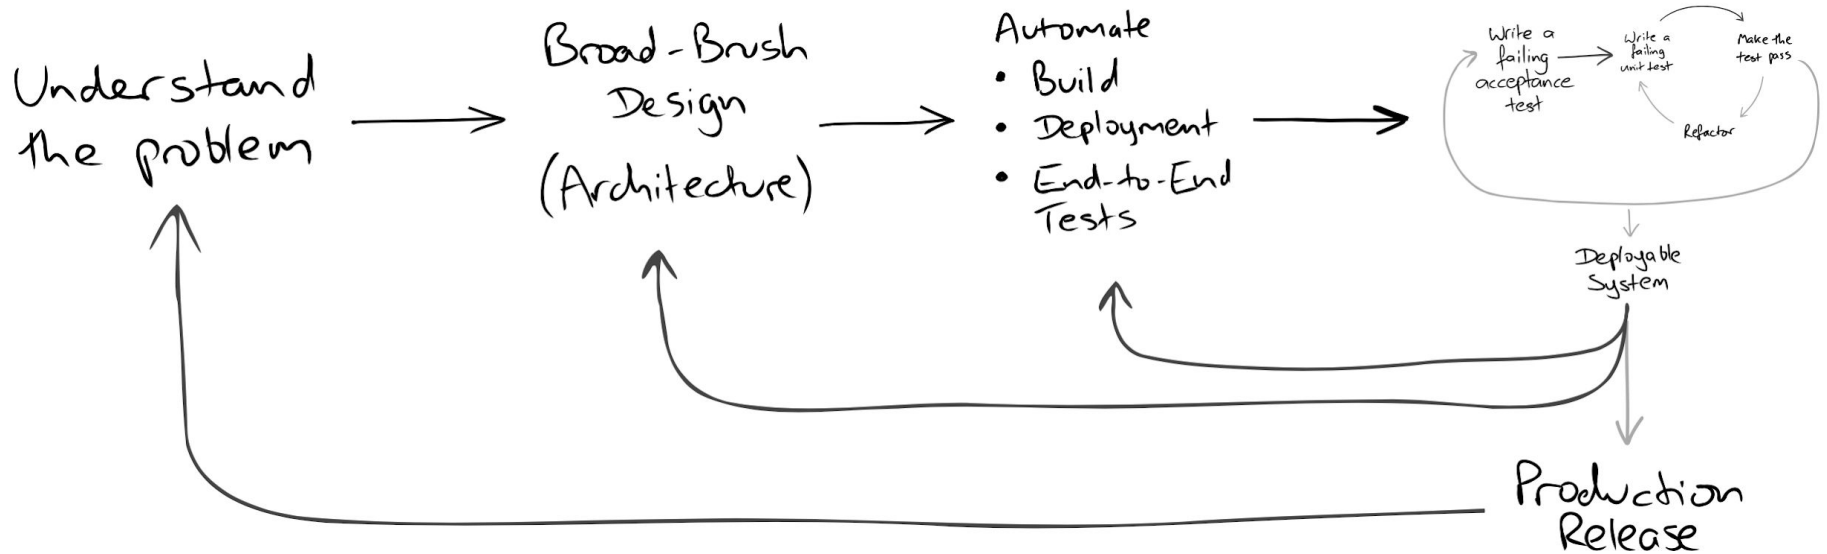 Understand
the problem
Broad-Brush
Design
(Architecture)
Automate
• Build
• Deployment
• End-to-End
Tests
Write a
failing
acceptance
test
Write a
failing
unit test
Make the
test pass
Refactor
Deployable
System
Production
Release